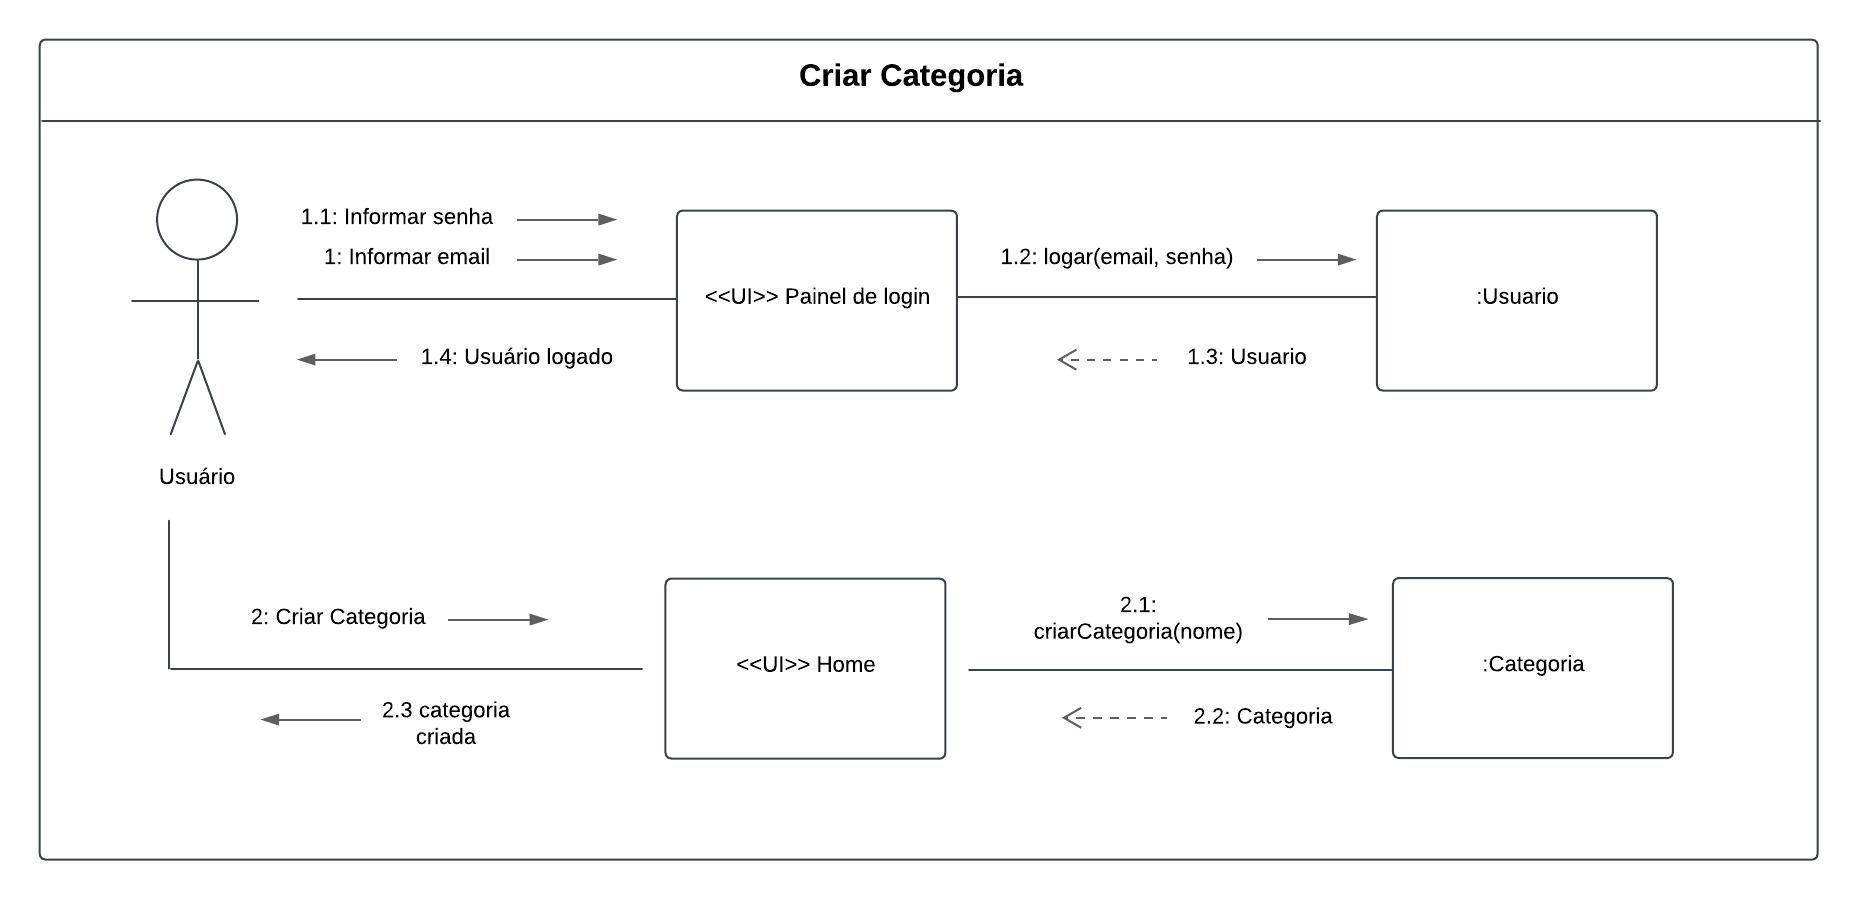 Criar Categoria
1.1: Informar senha
1: Informar email
1.2: logar(email, senha)
<<UI>> Painel de login
:Usuario
1.4: Usuário logado
1.3: Usuario
Usuário
2: Criar Categoria
2.1:
criarCategoria(nome)
<<UI>> Home
:Categoria
2.3 categoria
criada
2.2: Categoria